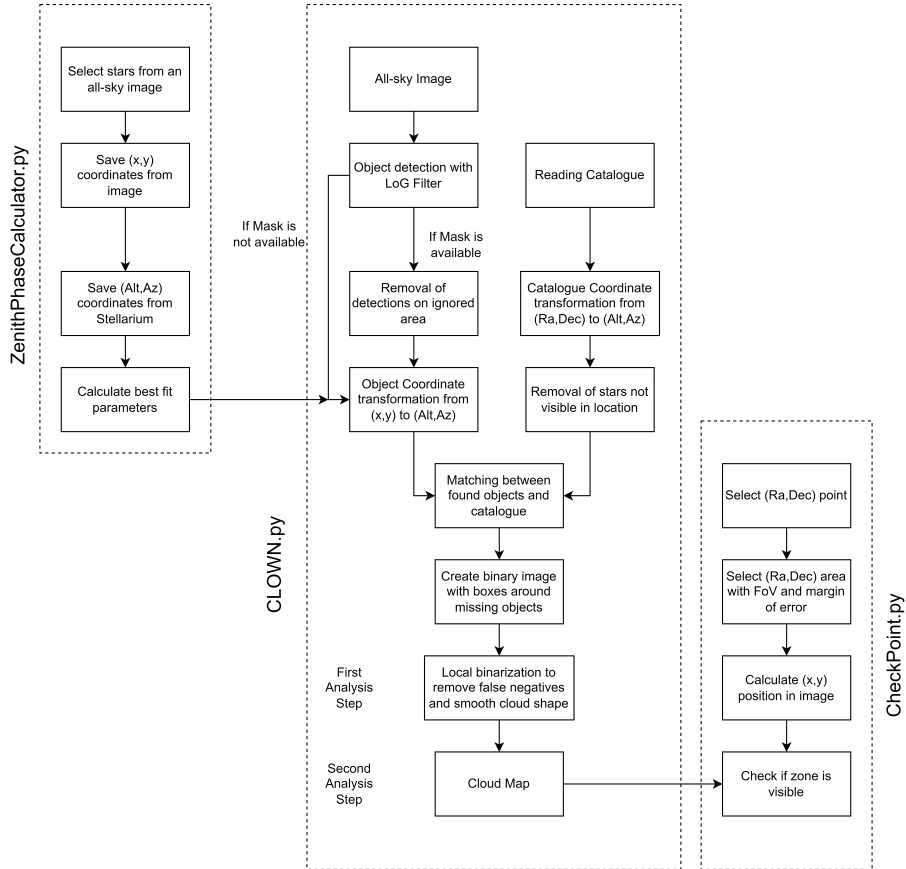 ZenithPhaseCalculator.py
Select stars from an
all-sky image
Save (x,y)
coordinates from
image
Save (Alt,Az)
coordinates from
Stellarium
Calculate best fit
parameters
CLOWN.py
All-sky Image
Object detection with
LoG Filter
If Mask is
not available
If Mask is
available
Removal of
detections on ignored
area
Object Coordinate
transformation from
(x,y) to (Alt,Az)
Reading Catalogue
Catalogue Coordinate
transformation from
(Ra,Dec) to (Alt,Az)
Removal of stars not
visible in location
Matching between
found objects and
catalogue
Create binary image
with boxes around
missing objects
First
Analysis
Step
Local binarization to
remove false negatives
and smooth cloud shape
Second
Analysis
Step
Cloud Map
CheckPoint.py
Select (Ra,Dec) point
Select (Ra,Dec) area
with FoV and margin
of error
Calculate (x,y)
position in image
Check if zone is
visible